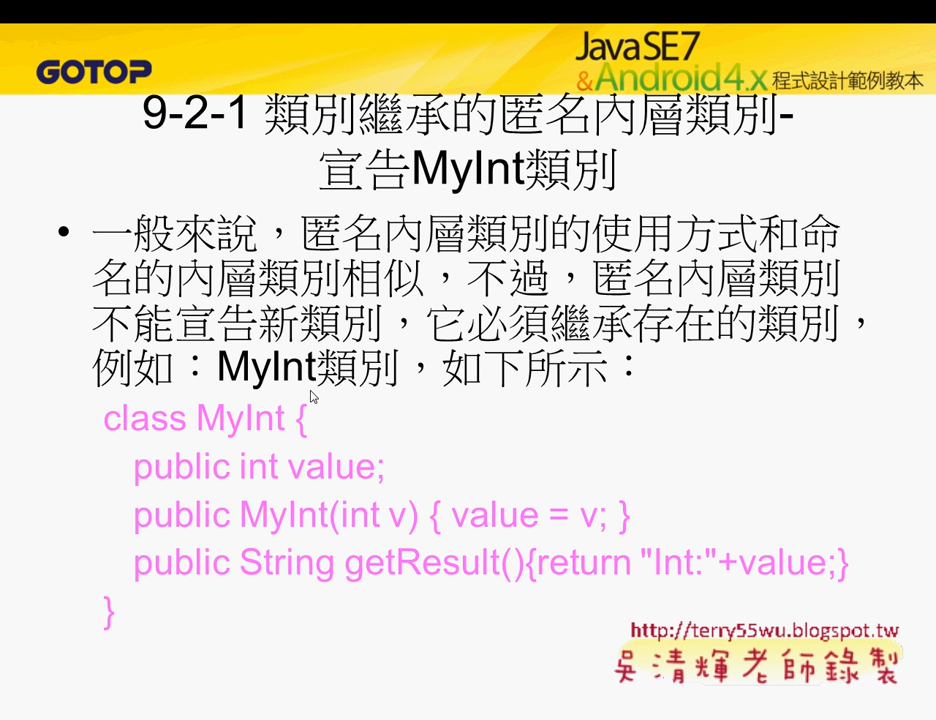 GOTOP
Java SE7
&Android4.x 程式設計範例教本
9-2-1 類別繼承的匿名內層類別-
宣告MyInt類別
• 一般來說，匿名內層類別的使用方式和命
名的內層類別相似，不過，匿名內層類別
不能宣告新類別，它必須繼承存在的類別，
例如：MyInt類別，如下所示：
class MyInt {
public int value;
public MyInt(int v) { value = v; }
public String getResult(){return "Int:"+value;}
}
http://terry55wu.blogspot.tw
吳清輝老師錄製